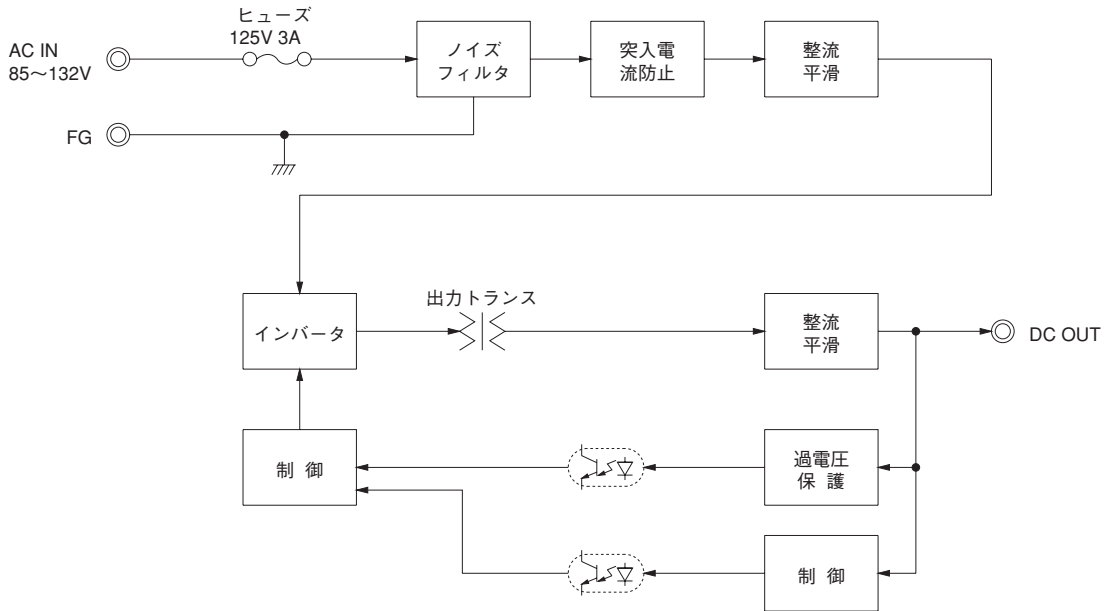 ヒューズ
125V 3A
AC IN
85～132V
ノイズ
フィルタ
突入電
流防止
整流
平滑
FG
出力トランス
インバータ
整流
平滑
DC OUT
制 御
過電圧
保 護
制 御